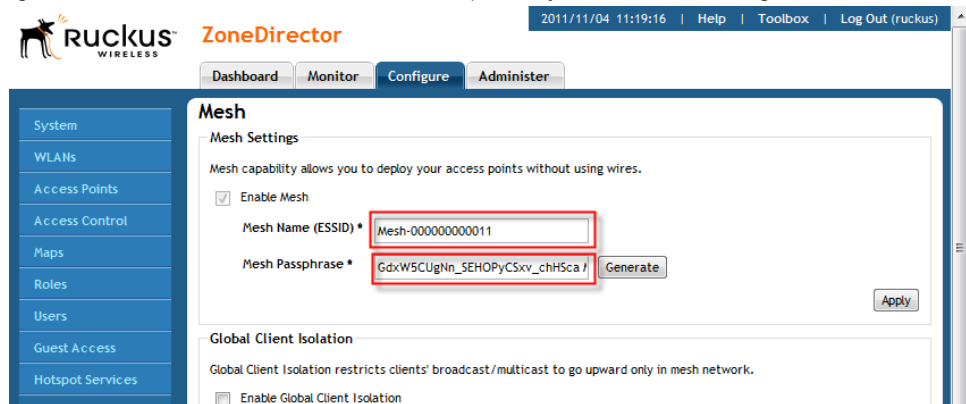 2011/11/04 11:19:16 | Help | Toolbox | Log Out (ruckus)
RUCKUS
WIRELESS
ZoneDirector
Dashboard Monitor Configure Administer
System
WLANs
Access Points
Access Control
Maps
Roles
Users
Guest Access
Hotspot Services
Mesh
Mesh Settings
Mesh capability allows you to deploy your access points without using wires.
Enable Mesh
Mesh Name (ESSID) * Mesh-000000000011
Mesh Passphrase * GdxW5CUgNn_SEHOPyCSxv_chHSca Generate
Apply
Global Client Isolation
Global Client Isolation restricts clients' broadcast/multicast to go upward only in mesh network.
Enable Global Client Isolation